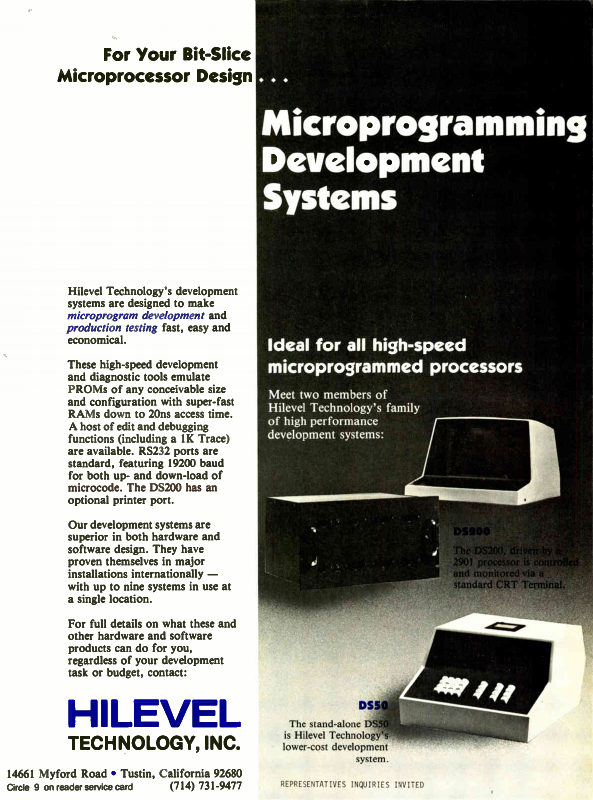 For Your Bit-Slice
Microprocessor Design . . .
Microprogramming
Development
Systems
Hilevel Technology's development
systems are designed to make
microprogram development and
production testing fast, easy and
economical.
These high-speed development
and diagnostic tools emulate
PROMs of any conceivable size
and configuration with super-fast
RAMs down to 20ns access time.
A host of edit and debugging
functions (including a 1K Trace)
are available. RS232 ports are
standard, featuring 19200 baud
for both up- and down-load of
microcode. The DS200 has an
optional printer port.
Our development systems are
superior in both hardware and
software design. They have
proven themselves in major
installations internationally —
with up to nine systems in use at
a single location.
For full details on what these and
other hardware and software
products can do for you,
regardless of your development
task or budget, contact:
HILEVEL
TECHNOLOGY, INC.
14661 Myford Road • Tustin, California 92680
Circle 9 on reader service card (714) 731-9477
Ideal for all high-speed
microprogrammed processors
Meet two members of
Hilevel Technology's family
of high performance
development systems:
DS200
The DS200, driven by a
2901 processor is controlled
and monitored via a
standard CRT Terminal.
DS50
The stand-alone DS50
is Hilevel Technology's
lower-cost development
system.
REPRESENTATIVES INQUIRIES INVITED